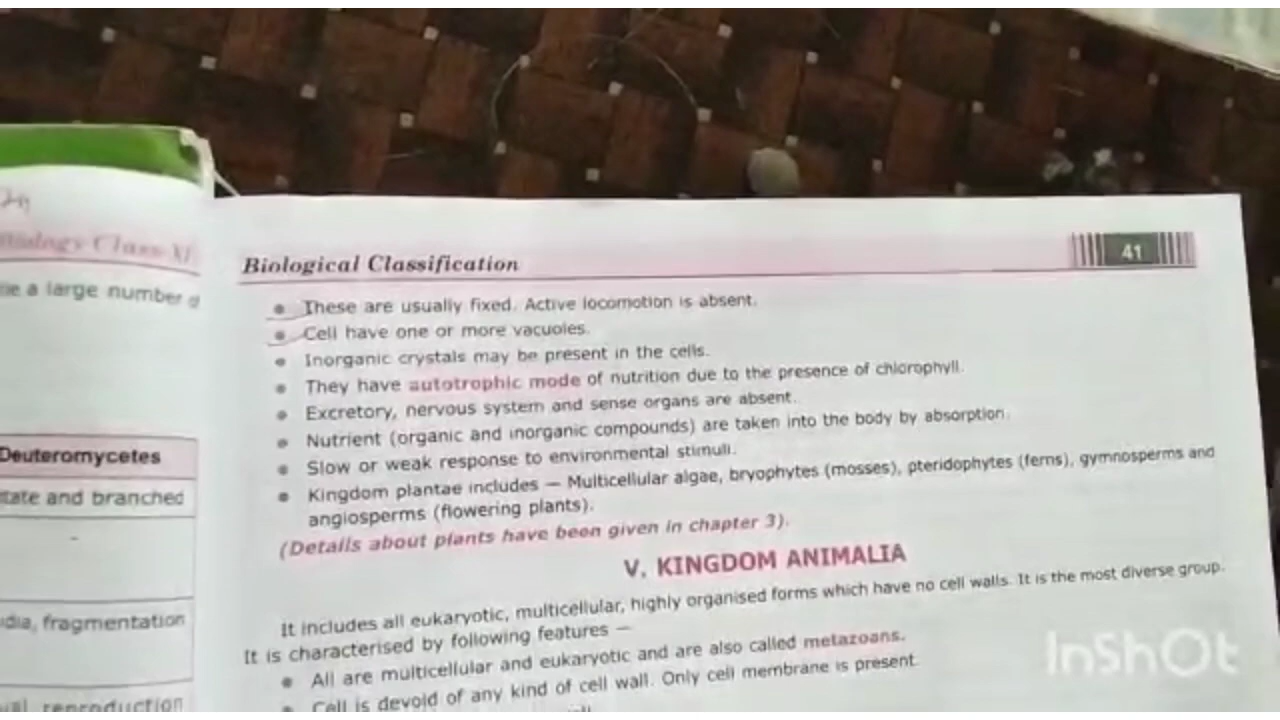 Biology Class-XI
a large number
Deuteromycetes
and branched
fragmentation
reproduction
Biological Classification
41
These are usually fixed. Active locomotion is absent.
Cell have one or more vacuoles.
Inorganic crystals may be present in the cells.
They have autotrophic mode of nutrition due to the presence of chlorophyll.
Excretory, nervous system and sense organs are absent.
Nutrient (organic and inorganic compounds) are taken into the body by absorption.
Slow or weak response to environmental stimuli.
Kingdom plantae includes — Multicellular algae, bryophytes (mosses), pteridophytes (ferns), gymnosperms and
angiosperms (flowering plants).
(Details about plants have been given in chapter 3).
V. KINGDOM ANIMALIA
It includes all eukaryotic, multicellular, highly organised forms which have no cell walls. It is the most diverse group.
It is characterised by following features —
All are multicellular and eukaryotic and are also called metazoans.
Cell is devoid of any kind of cell wall. Only cell membrane is present
InShOt